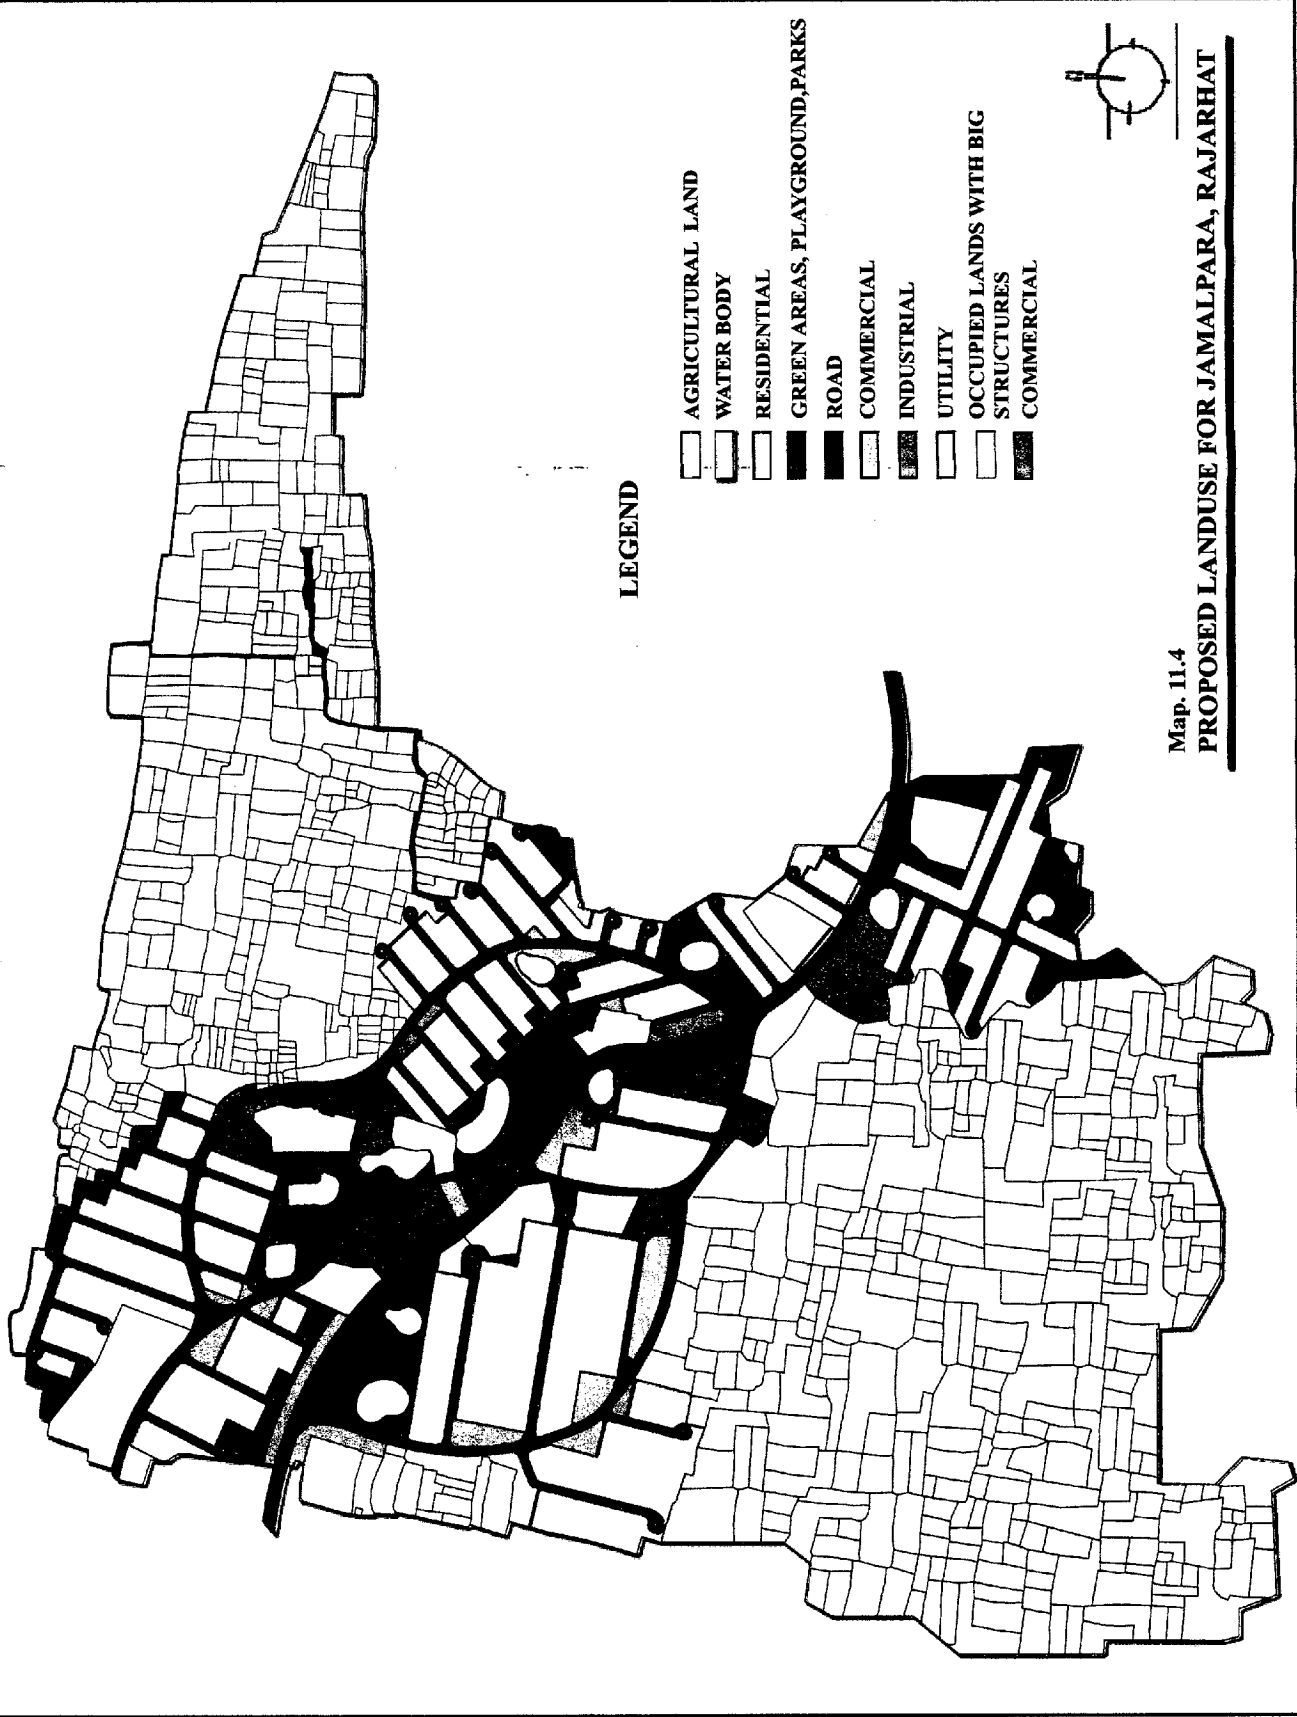 LEGEND
AGRICULTURAL LAND
WATER BODY
RESIDENTIAL
GREEN AREAS, PLAYGROUND,PARKS
ROAD
COMMERCIAL
INDUSTRIAL
UTILITY
OCCUPIED LANDS WITH BIG
STRUCTURES
COMMERCIAL
Map. 11.4
PROPOSED LANDUSE FOR JAMALPARA, RAJARHAT